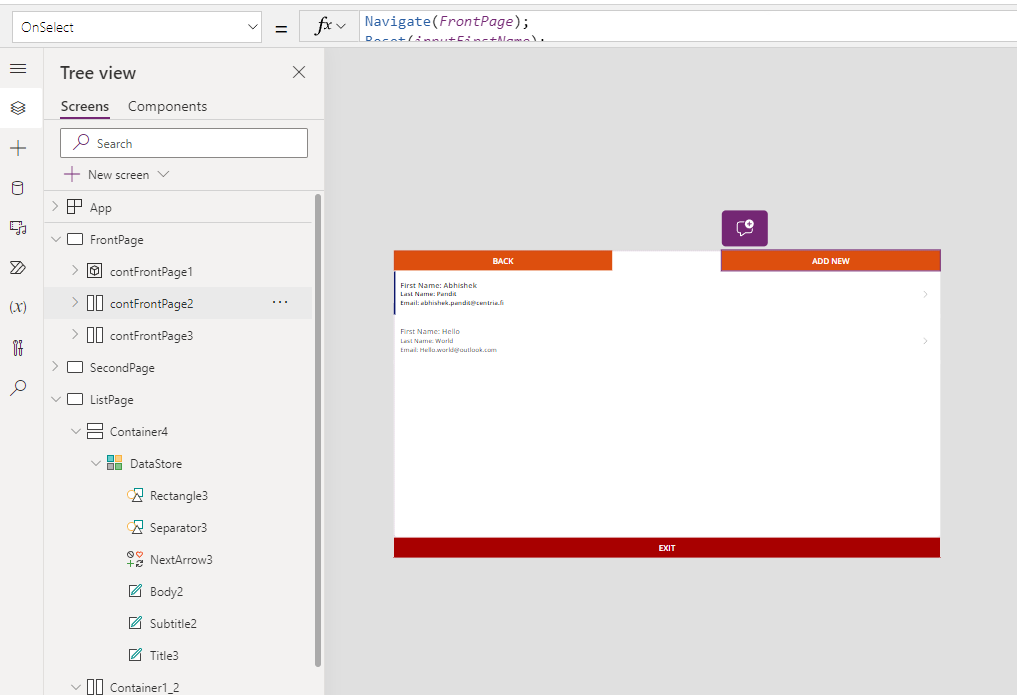 OnSelect
=
fx
Navigate(FrontPage);
Reset(inputFirstName);
Tree view
Screens
Components
Search
New screen
App
FrontPage
contFrontPage1
contFrontPage2
...
contFrontPage3
SecondPage
ListPage
Container4
DataStore
Rectangle3
Separator3
NextArrow3
Body2
Subtitle2
Title3
Container1_2
(x)
BACK
ADD NEW
First Name: Abhishek
Last Name: Pandit
Email: abhishek.pandit@centria.fi
First Name: Hello
Last Name: World
Email: Hello.world@outlook.com
EXIT